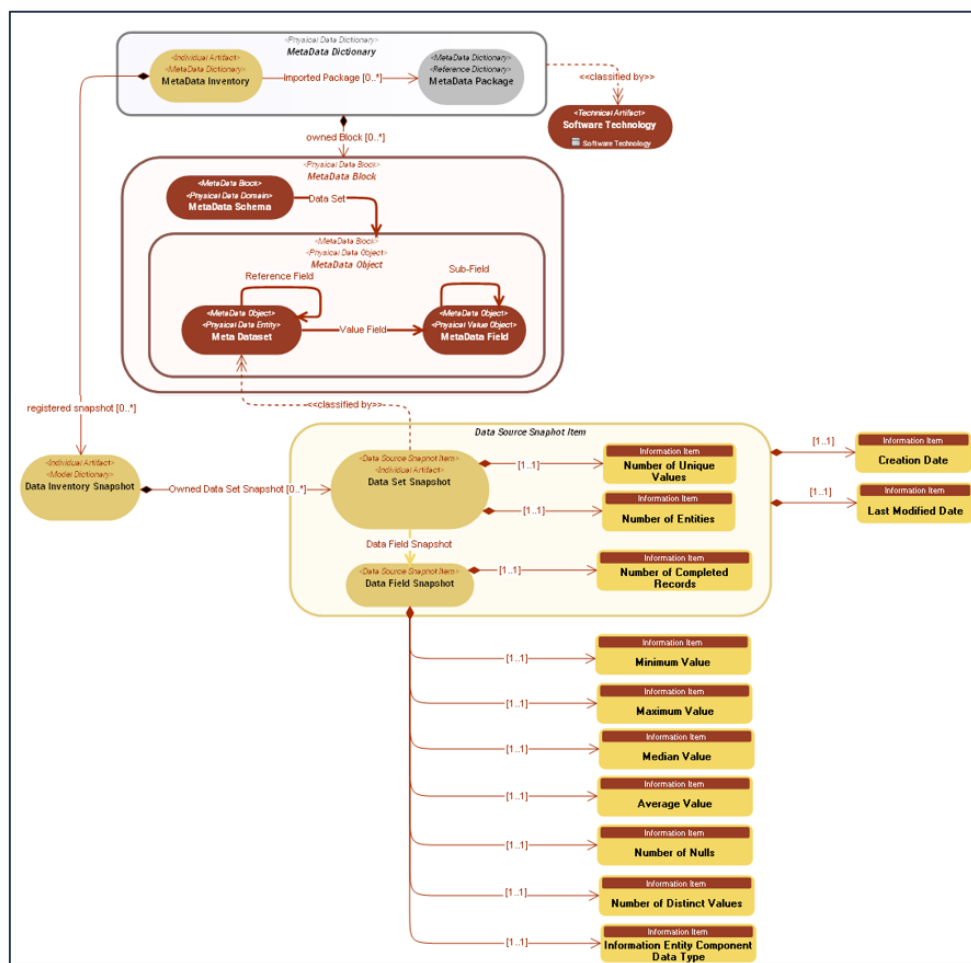 <Physical Data Dictionary>
MetaData Dictionary
<Individual Artifact>
<MetaData Dictionary>
MetaData Inventory
Imported Package [0..*]
<MetaData Dictionary>
<Reference Dictionary>
MetaData Package
<<classified by>>
<Technical Artifact>
Software Technology
Software Technology
owned Block [0..*]
<Physical Data Block>
MetaData Block
<MetaData Block>
<Physical Data Domain>
MetaData Schema
Data Set
<MetaData Block>
<Physical Data Object>
MetaData Object
Reference Field
Sub-Field
<MetaData Object>
<Physical Data Entity>
Meta Dataset
Value Field
<MetaData Object>
<Physical Value Object>
MetaData Field
registered snapshot [0..*]
<<classified by>>
Data Source Snaphot Item
<Individual Artifact>
<Model Dictionary>
Data Inventory Snapshot
Owned Data Set Snapshot [0..*]
<Data Source Snapshot Item>
<Individual Artifact>
Data Set Snapshot
[1..1]
Information Item
Number of Unique
Values
[1..1]
Information Item
Creation Date
[1..1]
Information Item
Number of Entities
[1..1]
Information Item
Last Modified Date
Data Field Snapshot
<Data Source Snaphot Item>
Data Field Snapshot
[1..1]
Information Item
Number of Completed
Records
[1..1]
Information Item
Minimum Value
[1..1]
Information Item
Maximum Value
[1..1]
Information Item
Median Value
[1..1]
Information Item
Average Value
[1..1]
Information Item
Number of Nulls
[1..1]
Information Item
Number of Distinct Values
[1..1]
Information Item
Information Entity Component
Data Type